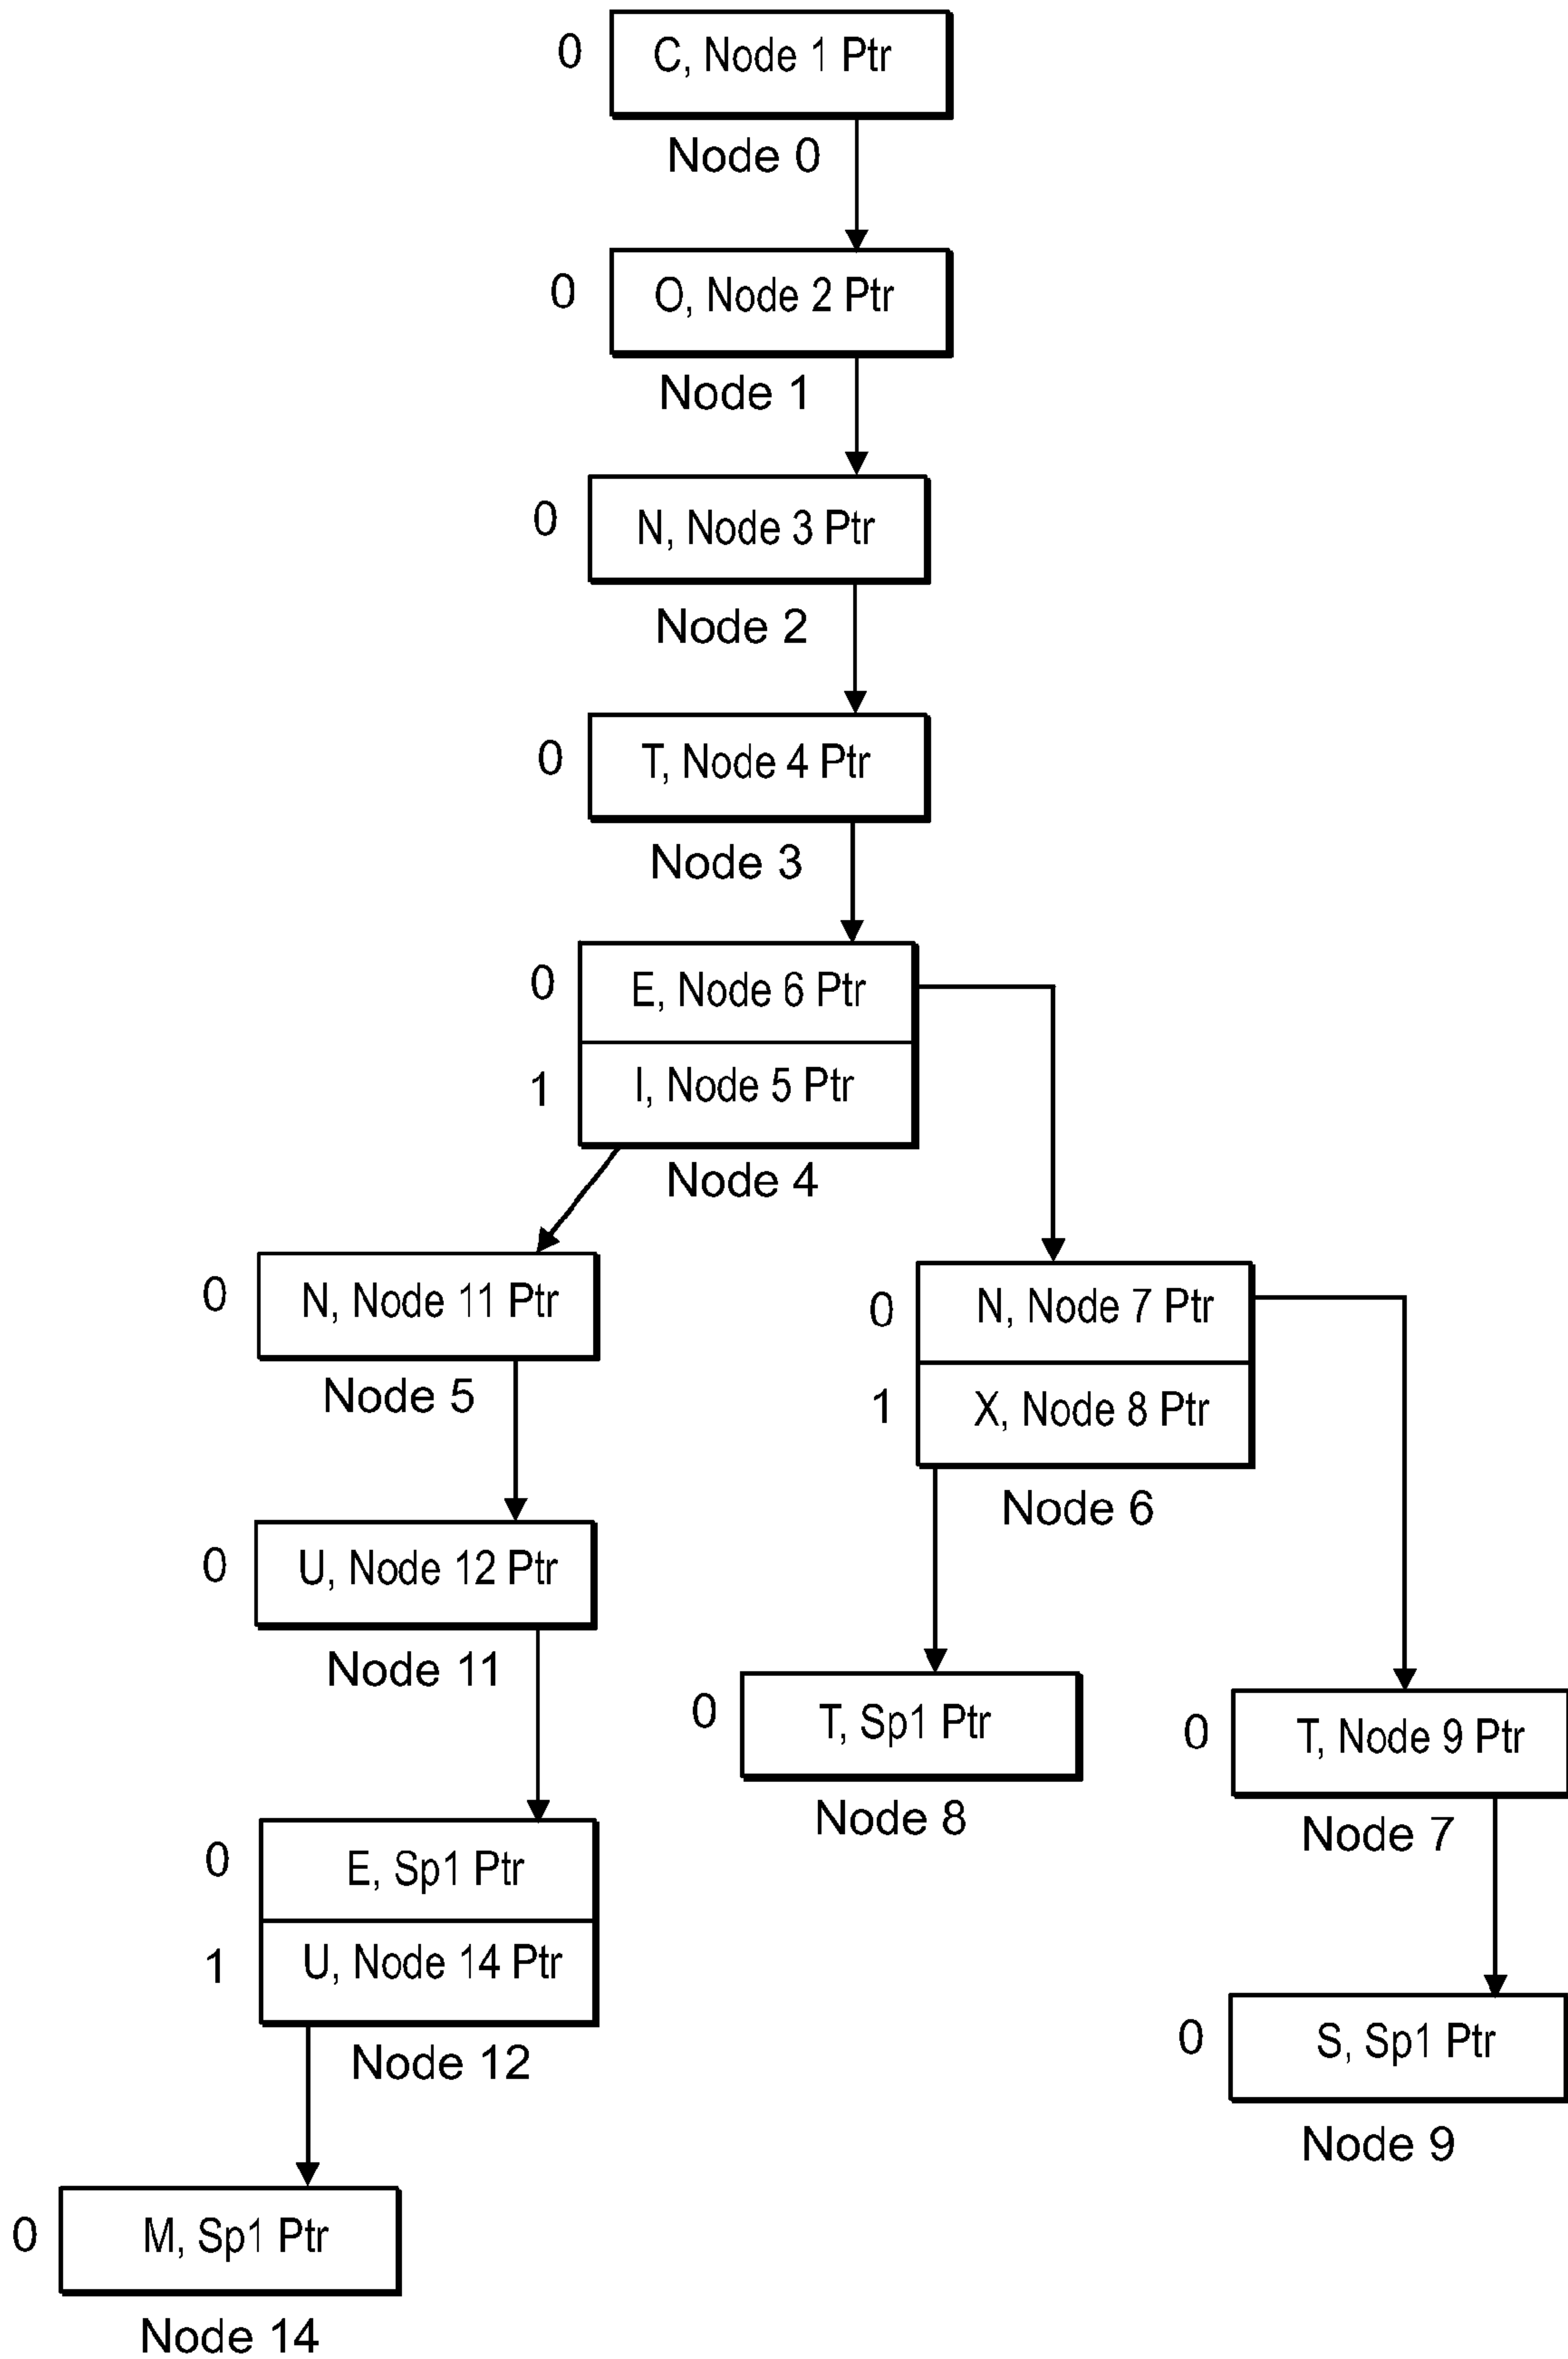 0 C, Node 1 Ptr
Node 0
0 O, Node 2 Ptr
Node 1
0 N, Node 3 Ptr
Node 2
0 T, Node 4 Ptr
Node 3
0 E, Node 6 Ptr
1 I, Node 5 Ptr
Node 4
0 N, Node 11 Ptr
Node 5
0 N, Node 7 Ptr
1 X, Node 8 Ptr
Node 6
0 U, Node 12 Ptr
Node 11
0 T, Sp1 Ptr
Node 8
0 T, Node 9 Ptr
Node 7
0 E, Sp1 Ptr
1 U, Node 14 Ptr
Node 12
0 S, Sp1 Ptr
Node 9
0 M, Sp1 Ptr
Node 14